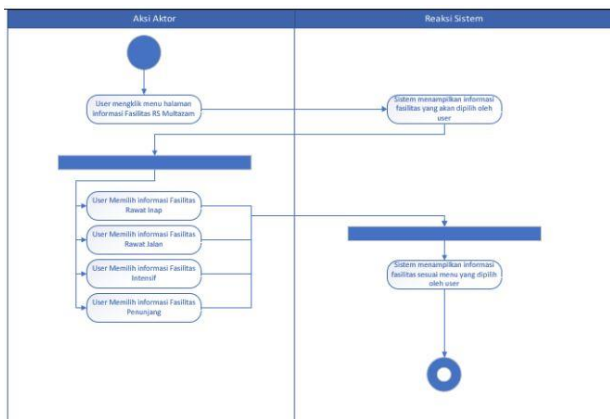 Aksi Aktor
Reaksi Sistem
User mengklik menu halaman
informasi Fasilitas RS Multazam
Sistem menampilkan informasi
fasilitas yang akan dipilih oleh
user
User Memilih informasi Fasilitas
Rawat Inap
User Memilih informasi Fasilitas
Rawat Jalan
User Memilih informasi Fasilitas
Intensif
User Memilih informasi Fasilitas
Penunjang
Sistem menampilkan informasi
fasilitas sesuai menu yang dipilih
oleh user